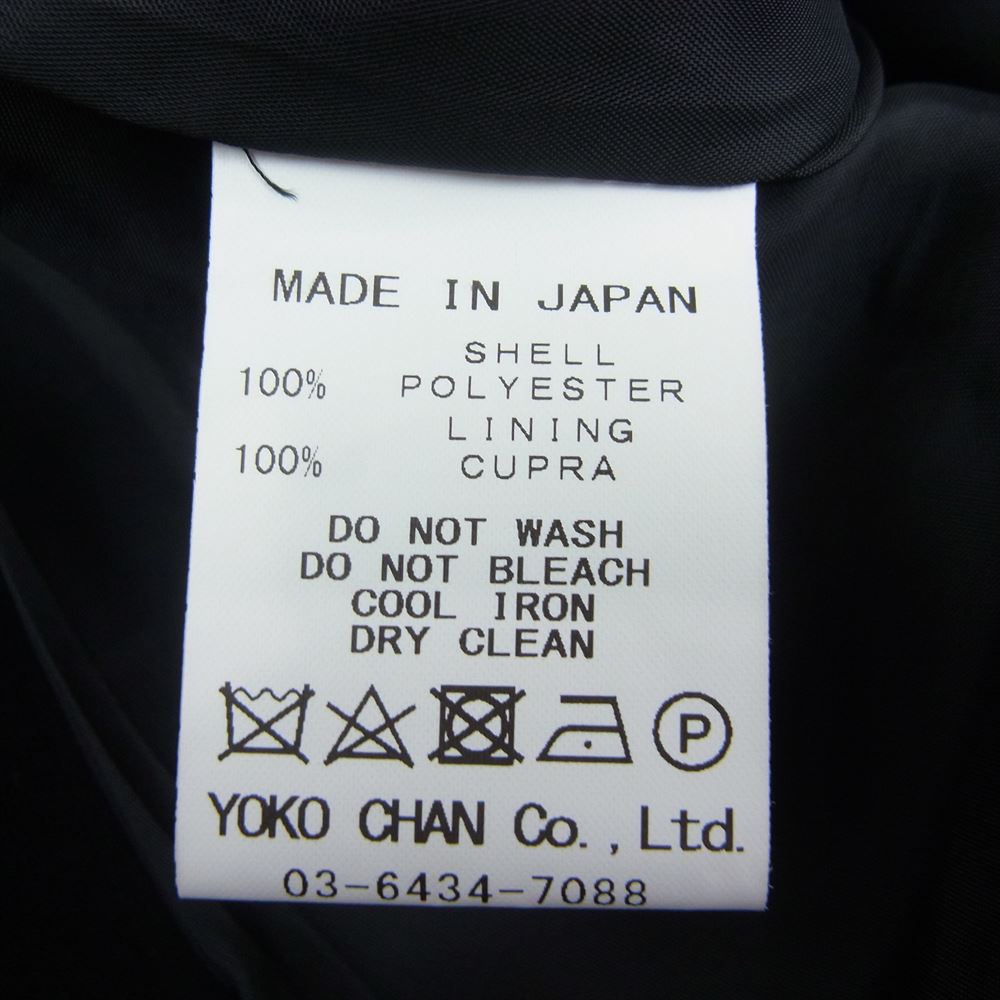 MADE IN JAPAN
SHELL
100% POLYESTER
LINING
100% CUPRA
DO NOT WASH
DO NOT BLEACH
COOL IRON
DRY CLEAN
P
YOKO CHAN Co., Ltd.
03-6434-7088